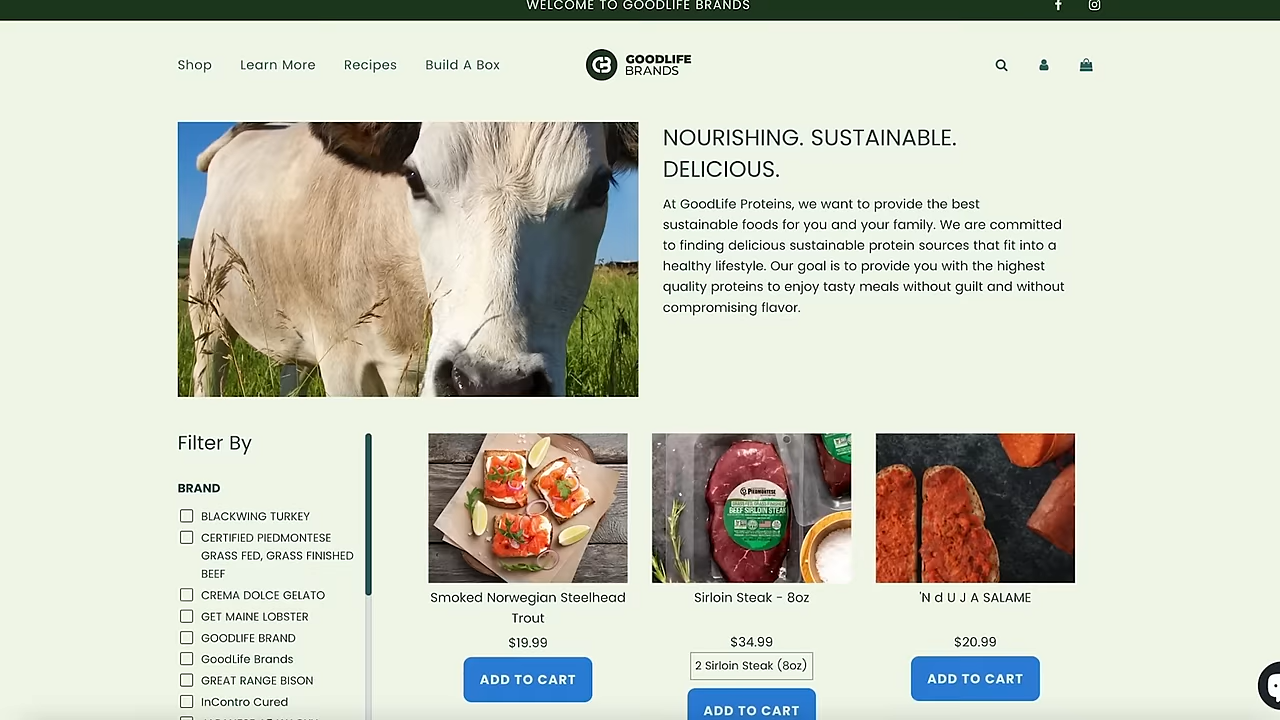 WELCOME TO GOODLIFE BRANDS
Shop
Learn More
Recipes
Build A Box
GOODLIFE
BRANDS
NOURISHING. SUSTAINABLE.
DELICIOUS.
At GoodLife Proteins, we want to provide the best
sustainable foods for you and your family. We are committed
to finding delicious sustainable protein sources that fit into a
healthy lifestyle. Our goal is to provide you with the highest
quality proteins to enjoy tasty meals without guilt and without
compromising flavor.
Filter By
BRAND
BLACKWING TURKEY
CERTIFIED PIEDMONTESE
GRASS FED, GRASS FINISHED
BEEF
CREMA DOLCE GELATO
GET MAINE LOBSTER
GOODLIFE BRAND
GoodLife Brands
GREAT RANGE BISON
InContro Cured
PIEDMONTESE
BEEF SIRLOIN STEAK
Smoked Norwegian Steelhead
Trout
$19.99
ADD TO CART
Sirloin Steak - 8oz
$34.99
2 Sirloin Steak (8oz)
ADD TO CART
'N d U J A SALAME
$20.99
ADD TO CART